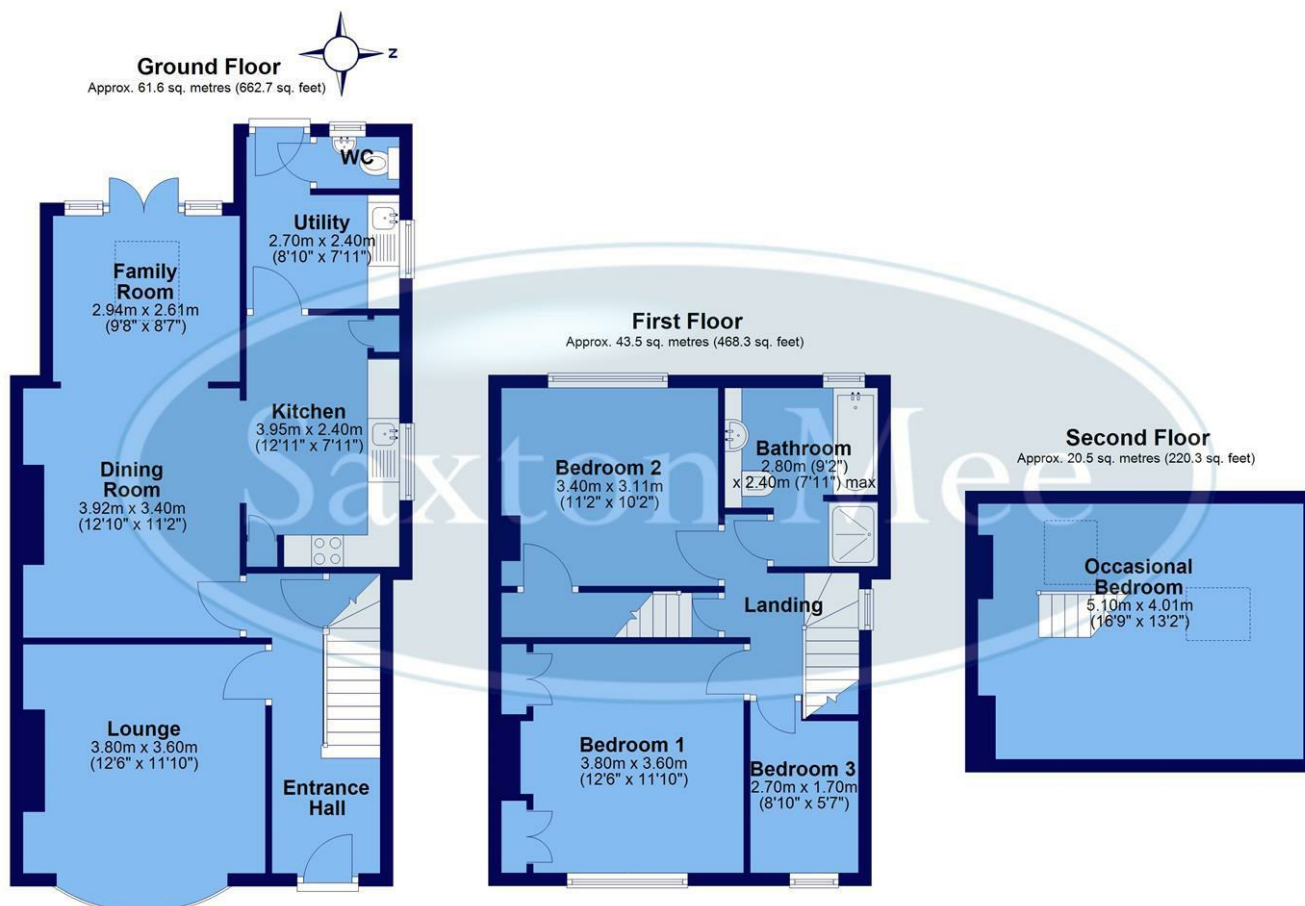 Ground Floor
Approx. 61.6 sq. metres (662.7 sq. feet)
Z
WC
Utility
2.70m x 2.40m
(8'10" x 7'11")
Family
Room
2.94m x 2.61m
(9'8" x 8'7")
Kitchen
3.95m x 2.40m
(12'11" x 7'11")
Dining
Room
3.92m x 3.40m
(12'10" x 11'2")
Lounge
3.80m x 3.60m
(12'6" x 11'10")
Entrance
Hall
First Floor
Approx. 43.5 sq. metres (468.3 sq. feet)
Bedroom 2
3.40m x 3.11m
(11'2" x 10'2")
Bathroom
2.80m (9'2")
x 2.40m (7'11") max
Landing
Bedroom 1
3.80m x 3.60m
(12'6" x 11'10")
Bedroom 3
2.70m x 1.70m
(8'10" x 5'7")
Second Floor
Approx. 20.5 sq. metres (220.3 sq. feet)
Occasional
Bedroom
5.10m x 4.01m
(16'9" x 13'2")
Saxton Mee